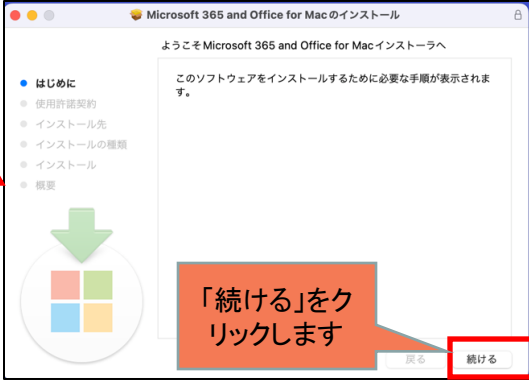 Microsoft 365 and Office for Macのインストール
ようこそMicrosoft 365 and Office for Macインストーラへ
はじめに
使用許諾契約
インストール先
インストールの種類
インストール
概要
このソフトウェアをインストールするために必要な手順が表示されま
す。
「続ける」をク
リックします
戻る
続ける